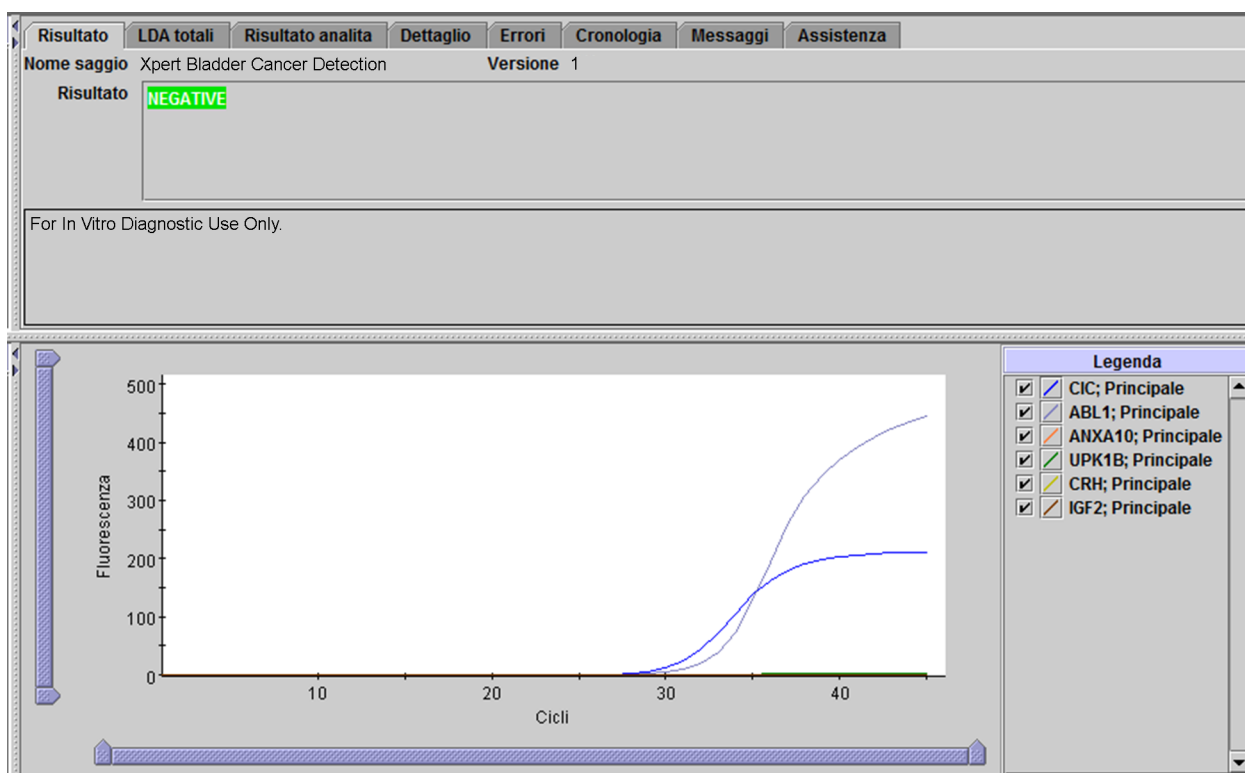 Risultato LDA totali Risultato analita Dettaglio Errori Cronologia Messaggi Assistenza
Nome saggio Xpert Bladder Cancer Detection Versione 1
Risultato NEGATIVE
For In Vitro Diagnostic Use Only.
Legenda
CIC; Principale
ABL1; Principale
ANXA10; Principale
UPK1B; Principale
CRH; Principale
IGF2; Principale
500
400
300
200
100
0
Fluorescenza
10 20 30 40
Cicli